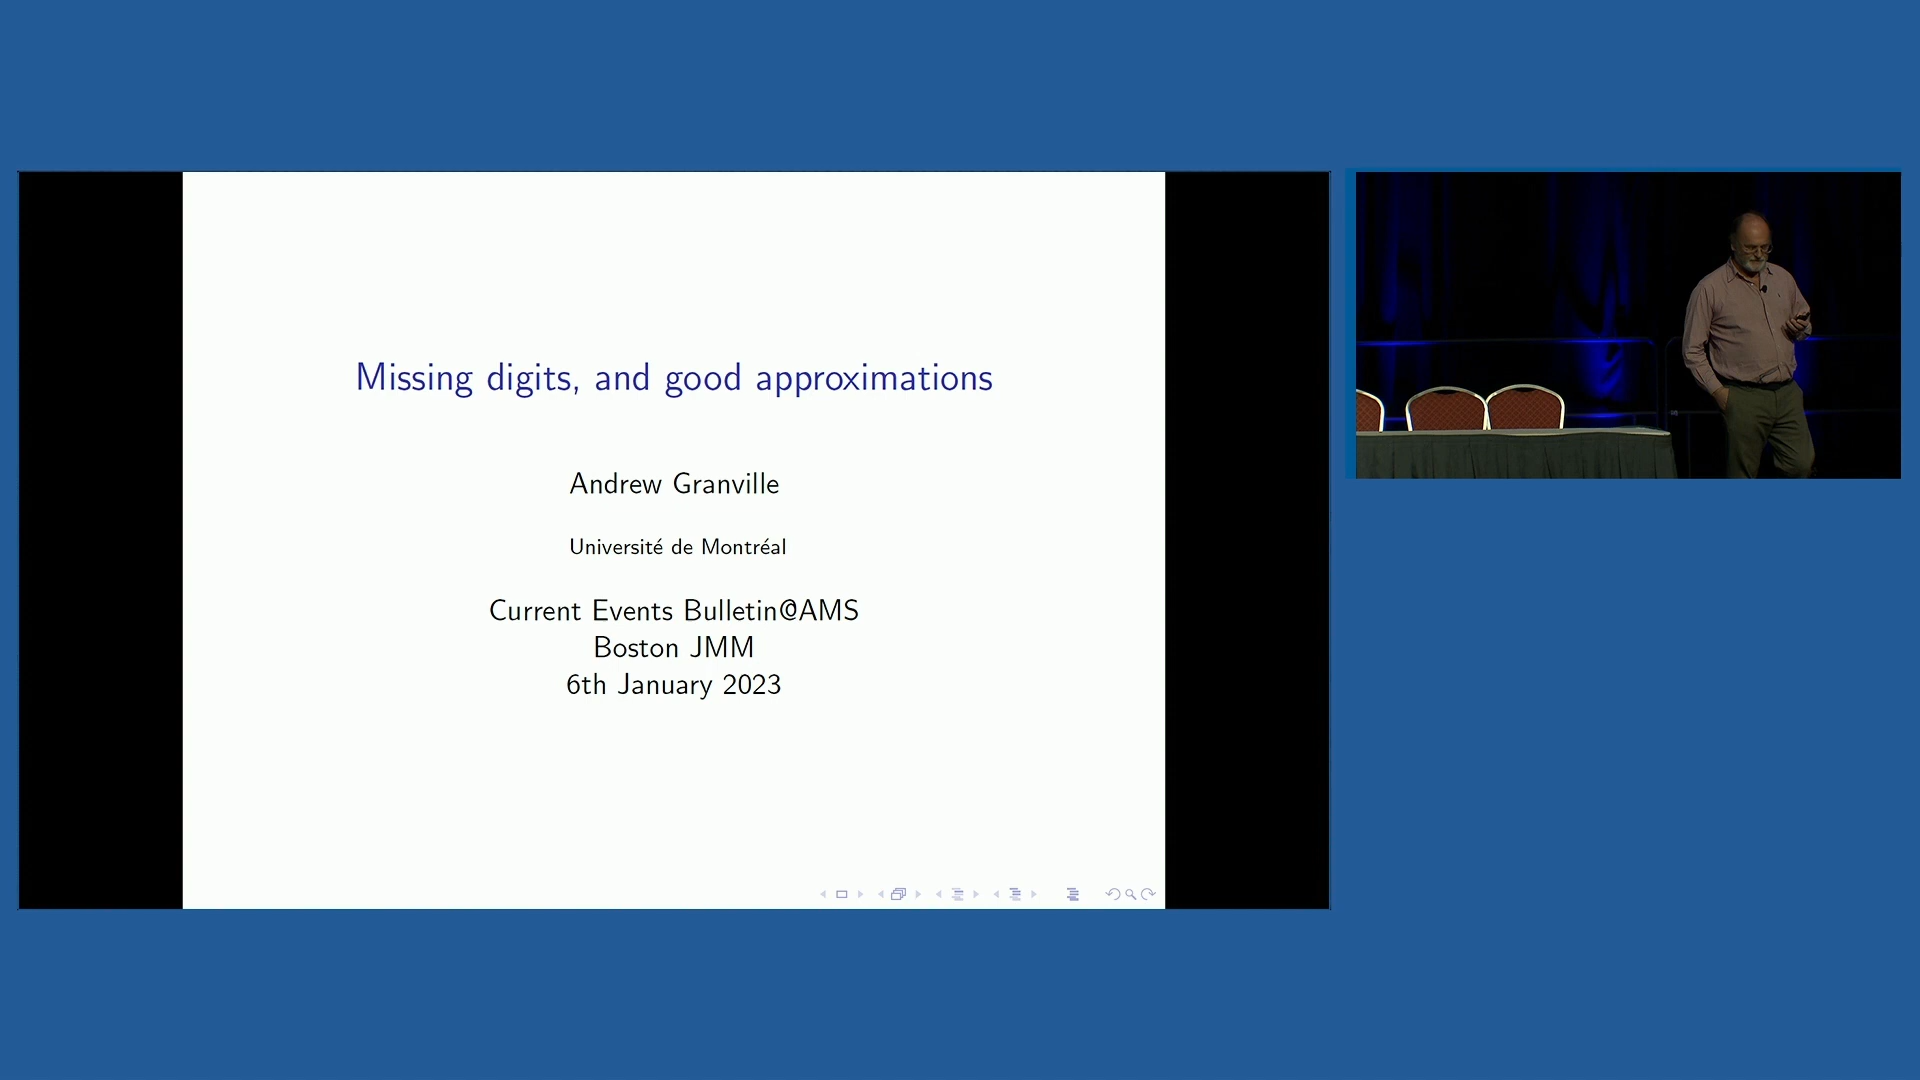 Missing digits, and good approximations
Andrew Granville
Université de Montréal
Current Events Bulletin@AMS
Boston JMM
6th January 2023